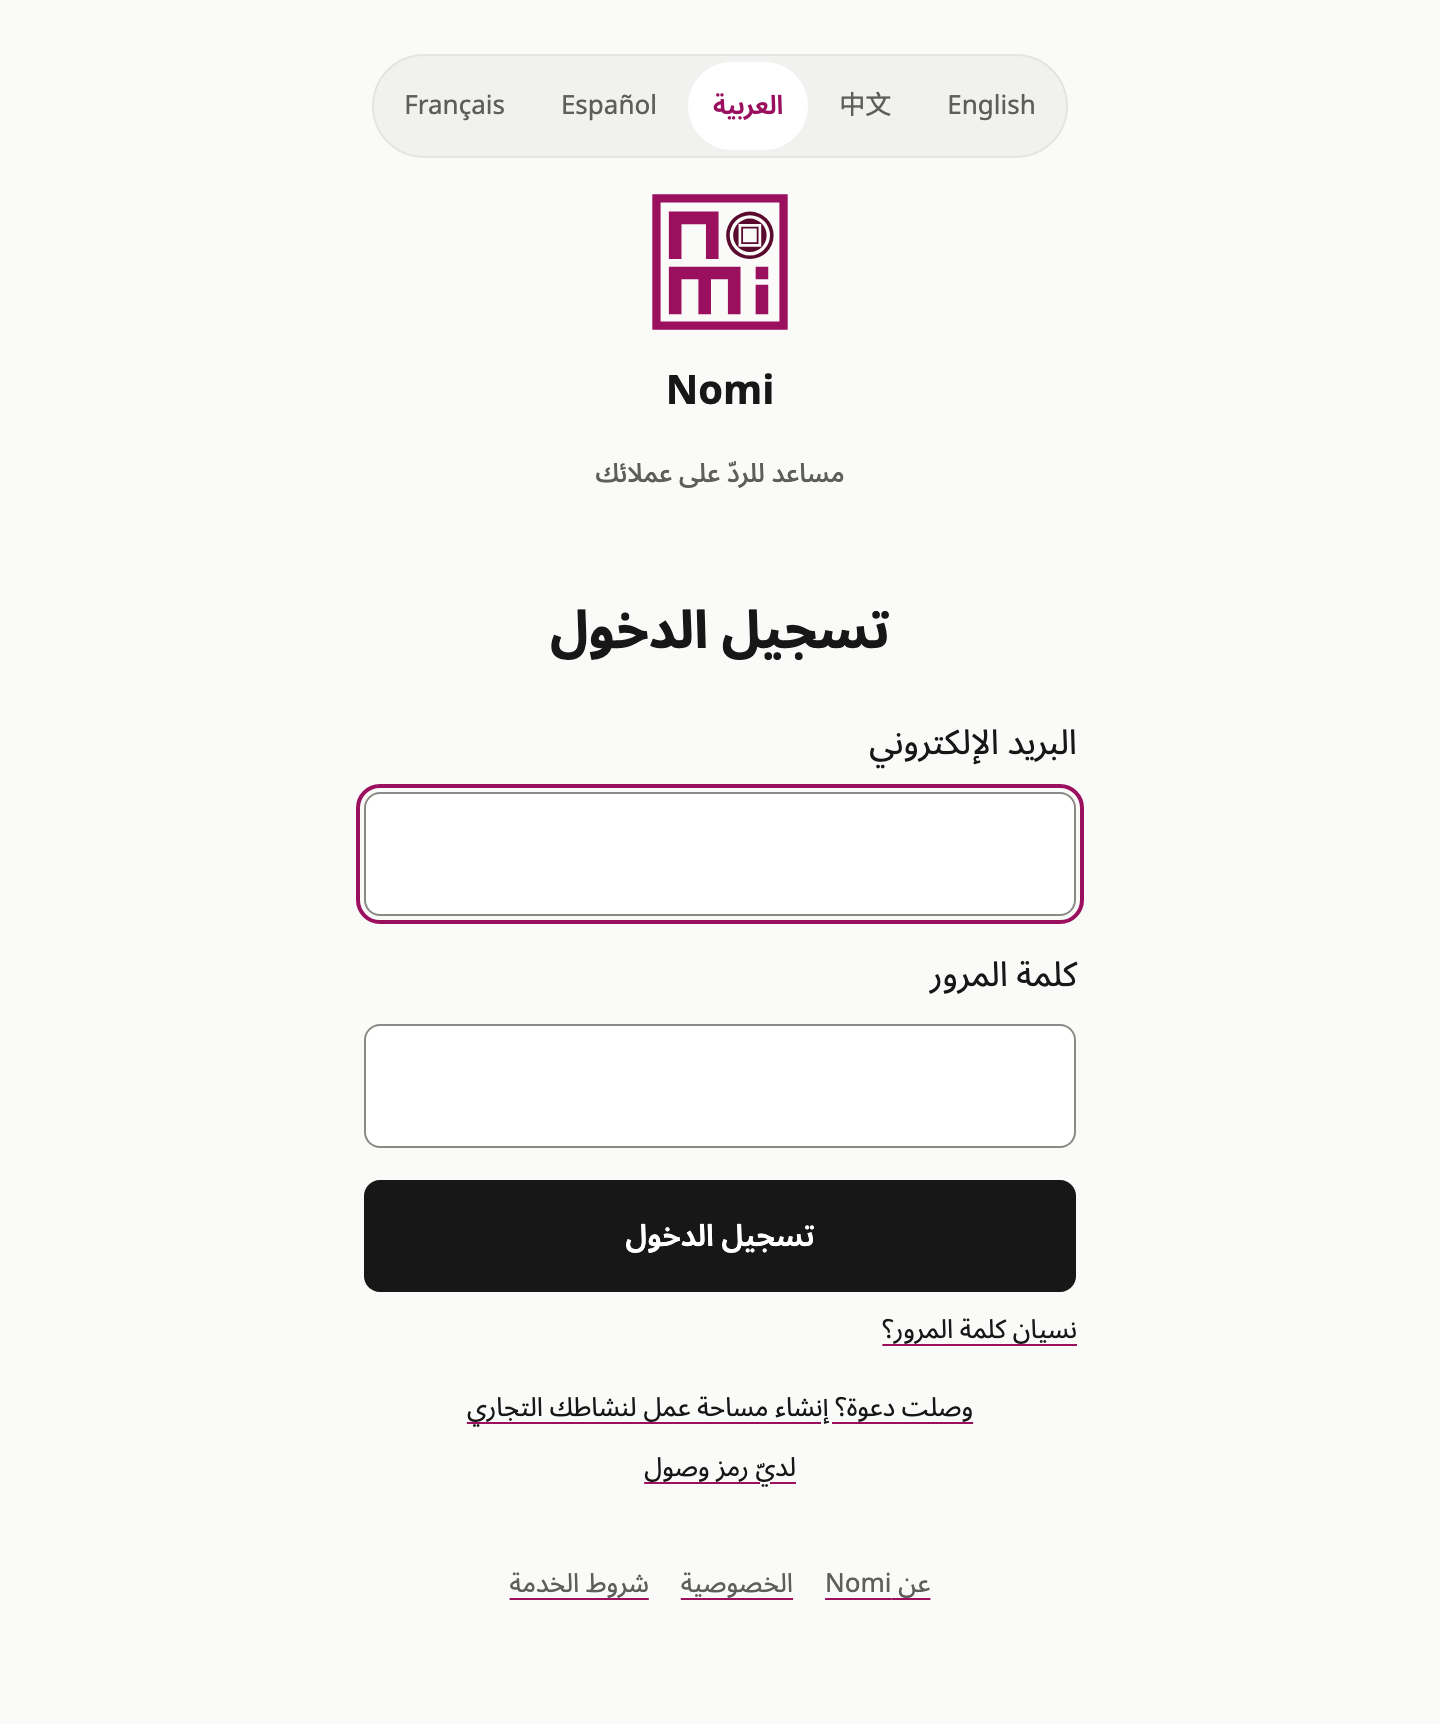 English 中文 العربية Español Français
nomi
Nomi
مساعد للردّ على عملائك
تسجيل الدخول
البريد الإلكتروني
كلمة المرور
تسجيل الدخول
نسيان كلمة المرور؟
وصلت دعوة؟ إنشاء مساحة عمل لنشاطك التجاري
لديّ رمز وصول
عن Nomi الخصوصية شروط الخدمة